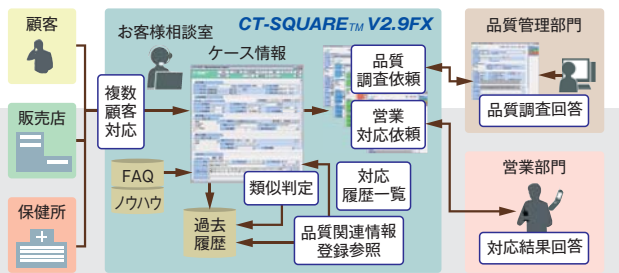 顧客
販売店
保健所
お客様相談室
CT-SQUARE™ V2.9FX
ケース情報
複数
顧客
対応
FAQ
ノウハウ
過去
履歴
類似判定
対応
履歴一覧
品質関連情報
登録参照
品質
調査依頼
営業
対応依頼
品質管理部門
品質調査回答
営業部門
対応結果回答